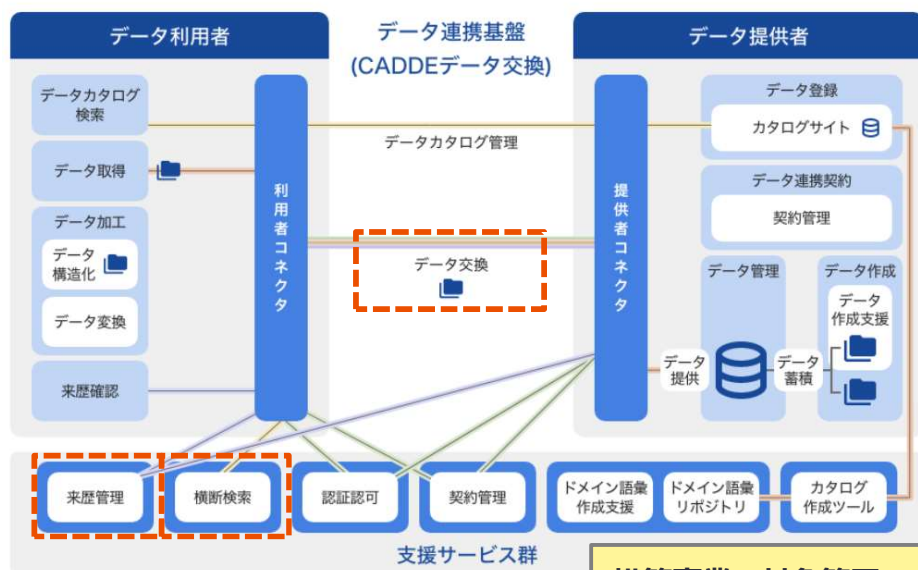 データ利用者
データ連携基盤
(CADDEデータ交換)
データ提供者
データカタログ
検索
データ取得
データ加工
データ
構造化
データ変換
来歴確認
利用者コネクタ
データカタログ管理
データ交換
提供者コネクタ
データ登録
カタログサイト
データ連携契約
契約管理
データ管理
データ作成
データ
作成支援
データ
提供
データ
蓄積
来歴管理
横断検索
認証認可
契約管理
ドメイン語彙
作成支援
ドメイン語彙
リポジトリ
カタログ
作成ツール
支援サービス群